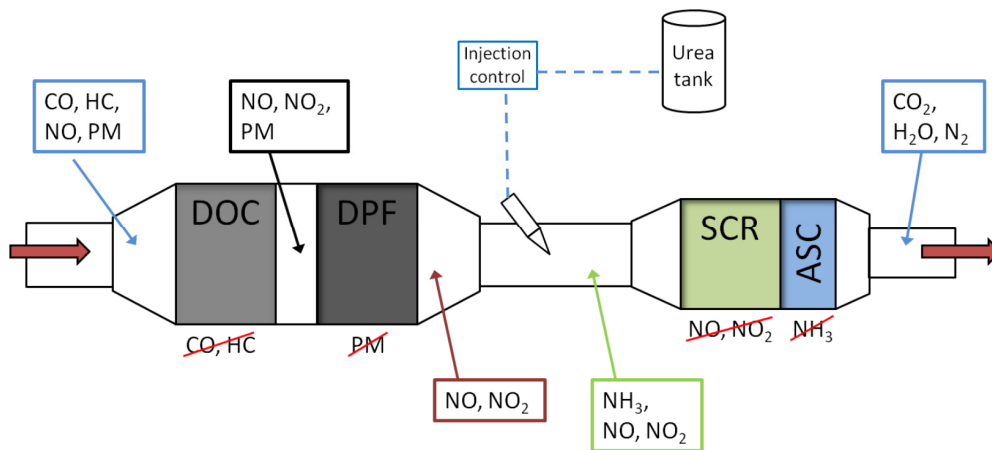 Injection
control
Urea
tank
CO, HC,
NO, PM
NO, NO₂,
PM
CO₂,
H₂O, N₂
DOC
DPF
SCR
ASC
CO, HC
PM
NO, NO₂
NH₃
NO, NO₂
NH₃,
NO, NO₂